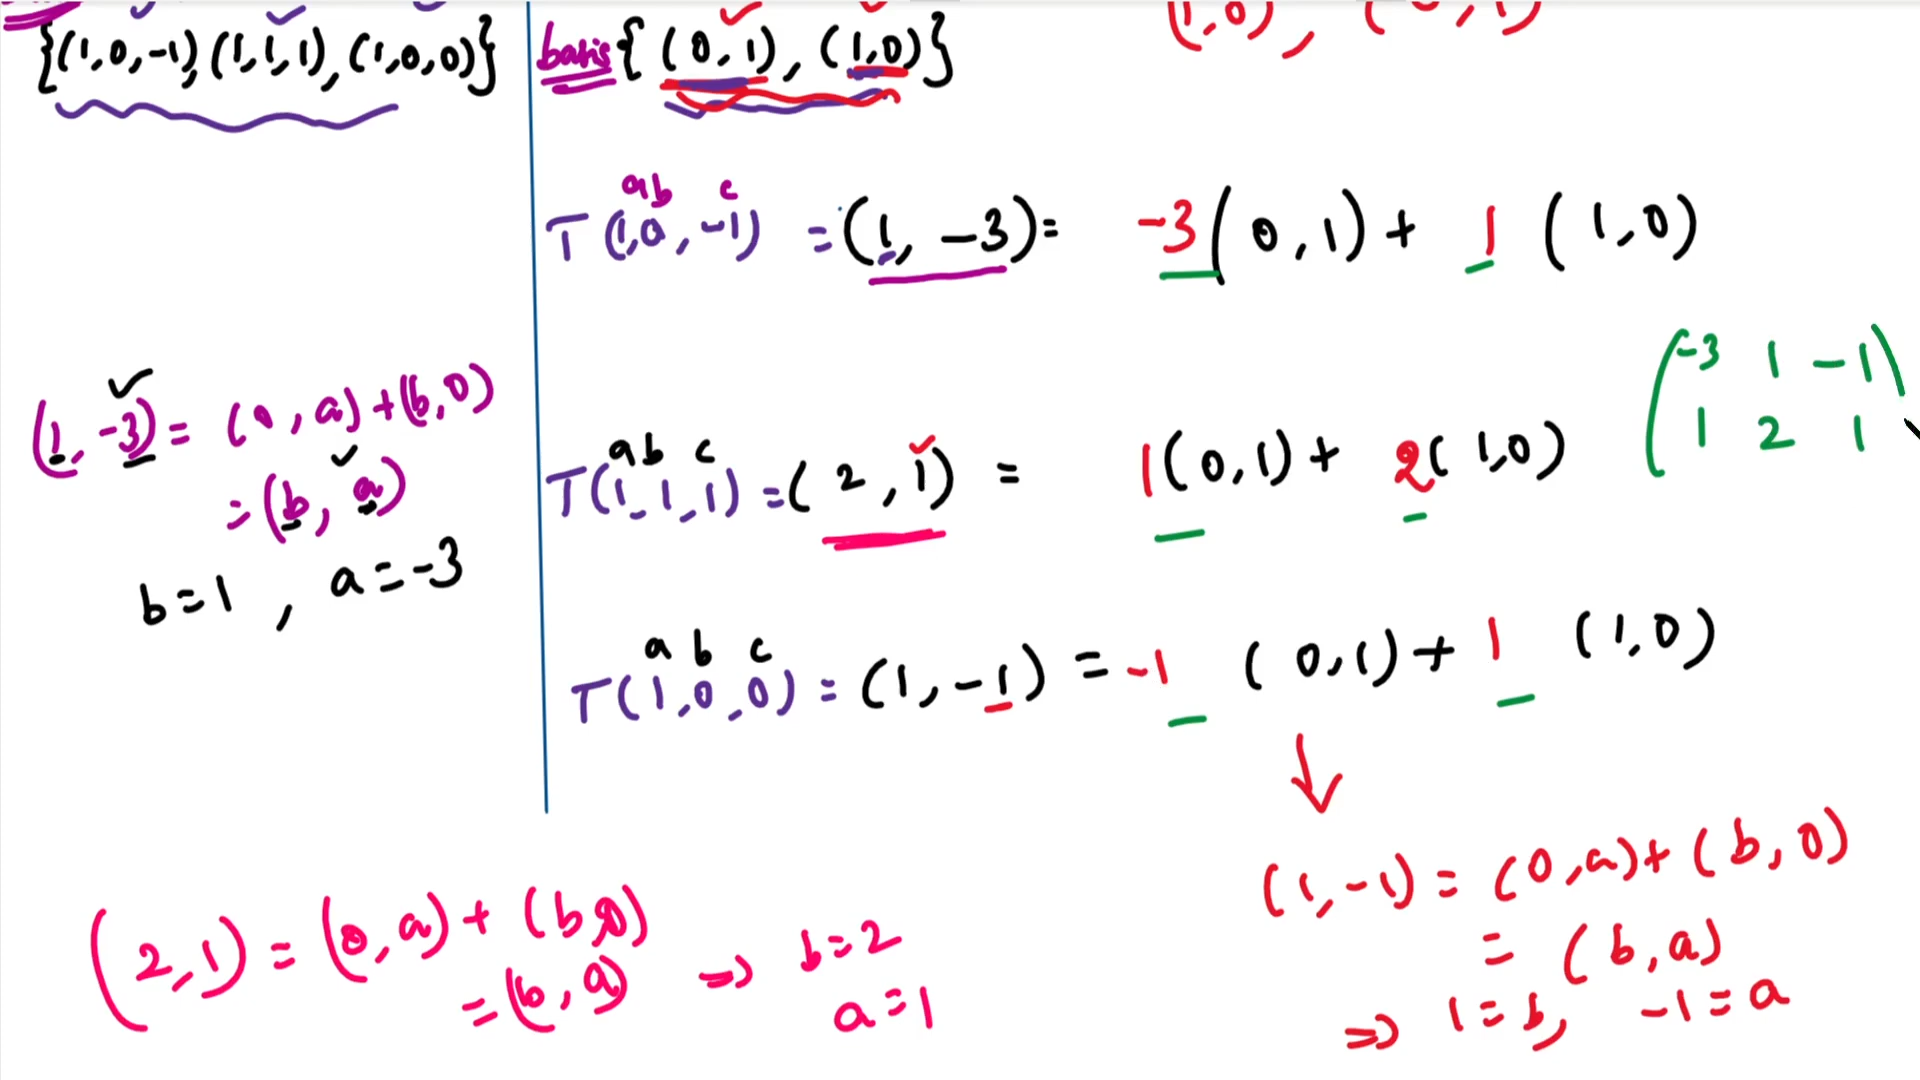 {(1,0,-1),(1,1,1),(1,0,0)}
basis{(0,1),(1,0)}
(1,0),
a b c
T(1,0,-1) = (1,-3) = -3(0,1) + 1(1,0)
(1,-3) = (0,a)+(b,0)
= (b,a)
b=1, a=-3
a b c
T(1,1,1) = (2,1) = 1(0,1) + 2(1,0)
-3 1 -1
1 2 1
a b c
T(1,0,0) = (1,-1) = -1(0,1) + 1(1,0)
(2,1) = (0,a) + (b,0)
= (b,a) ⇒ b=2
a=1
(1,-1) = (0,a)+(b,0)
= (b,a)
⇒ 1=b, -1=a